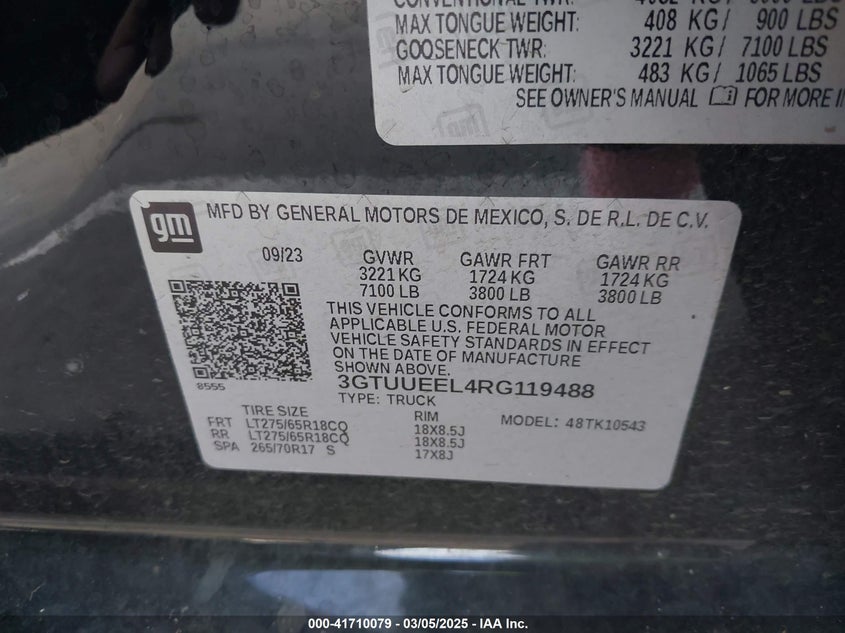 MAX TONGUE WEIGHT: 408 KG/ 900 LBS
GOOSENECK TWR: 3221 KG/ 7100 LBS
MAX TONGUE WEIGHT: 483 KG/ 1065 LBS
SEE OWNER'S MANUAL FOR MORE
gm MFD BY GENERAL MOTORS DE MEXICO, S. DE R.L. DE C.V.
09/23 GVWR GAWR FRT GAWR RR
3221 KG 1724 KG 1724 KG
7100 LB 3800 LB 3800 LB
THIS VEHICLE CONFORMS TO ALL
APPLICABLE U.S. FEDERAL MOTOR
VEHICLE SAFETY STANDARDS IN EFFECT
ON THE DATE OF MANUFACTURE
SHOWN ABOVE.
8555
3GTUUEEL4RG119488
TYPE: TRUCK
TIRE SIZE RIM MODEL: 48TK10543
FRT LT275/65R18CQ 18X8.5J
RR LT275/65R18CQ 18X8.5J
SPA 265/70R17 S 17X8J
000-41710079 - 03/05/2025 - IAA Inc.